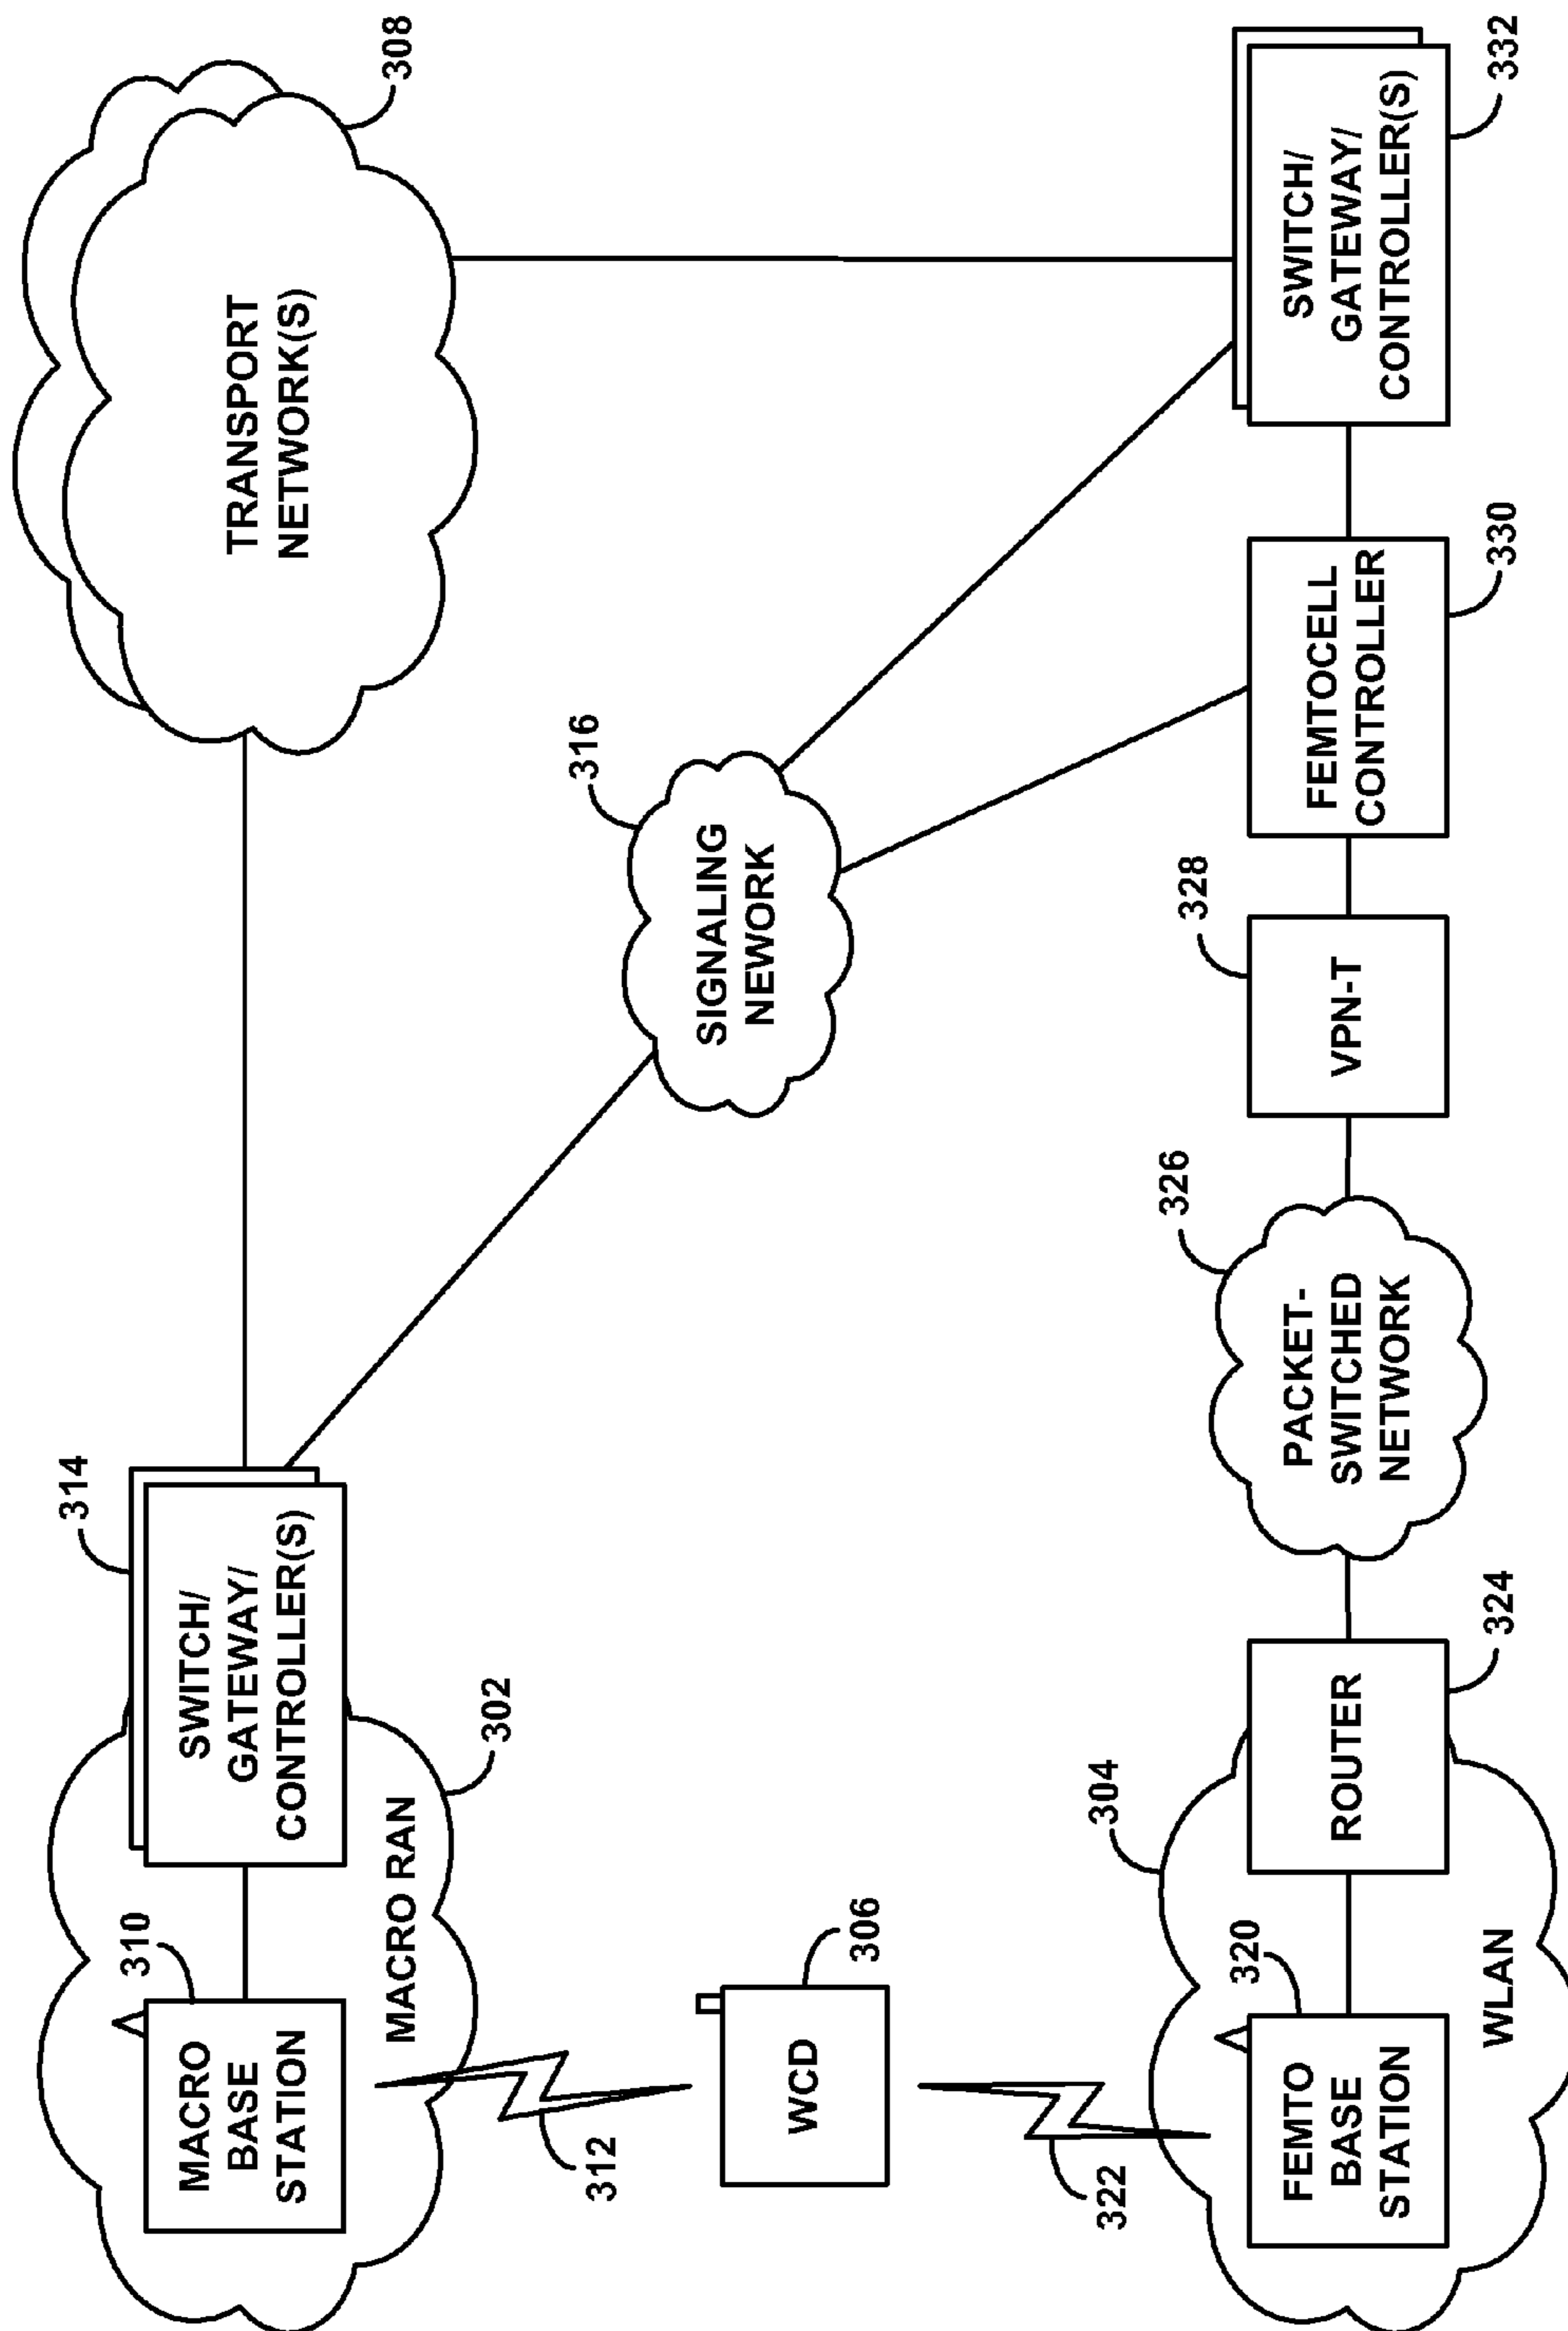 308
TRANSPORT
NETWORK(S)
314
SWITCH/
GATEWAY/
CONTROLLER(S)
310
MACRO
BASE
STATION
MACRO RAN
302
316
SIGNALING
NEWORK
312
WCD
306
322
304
320
FEMTO
BASE
STATION
WLAN
ROUTER
324
326
PACKET-
SWITCHED
NETWORK
328
VPN-T
FEMTOCELL
CONTROLLER
330
SWITCH/
GATEWAY/
CONTROLLER(S)
332